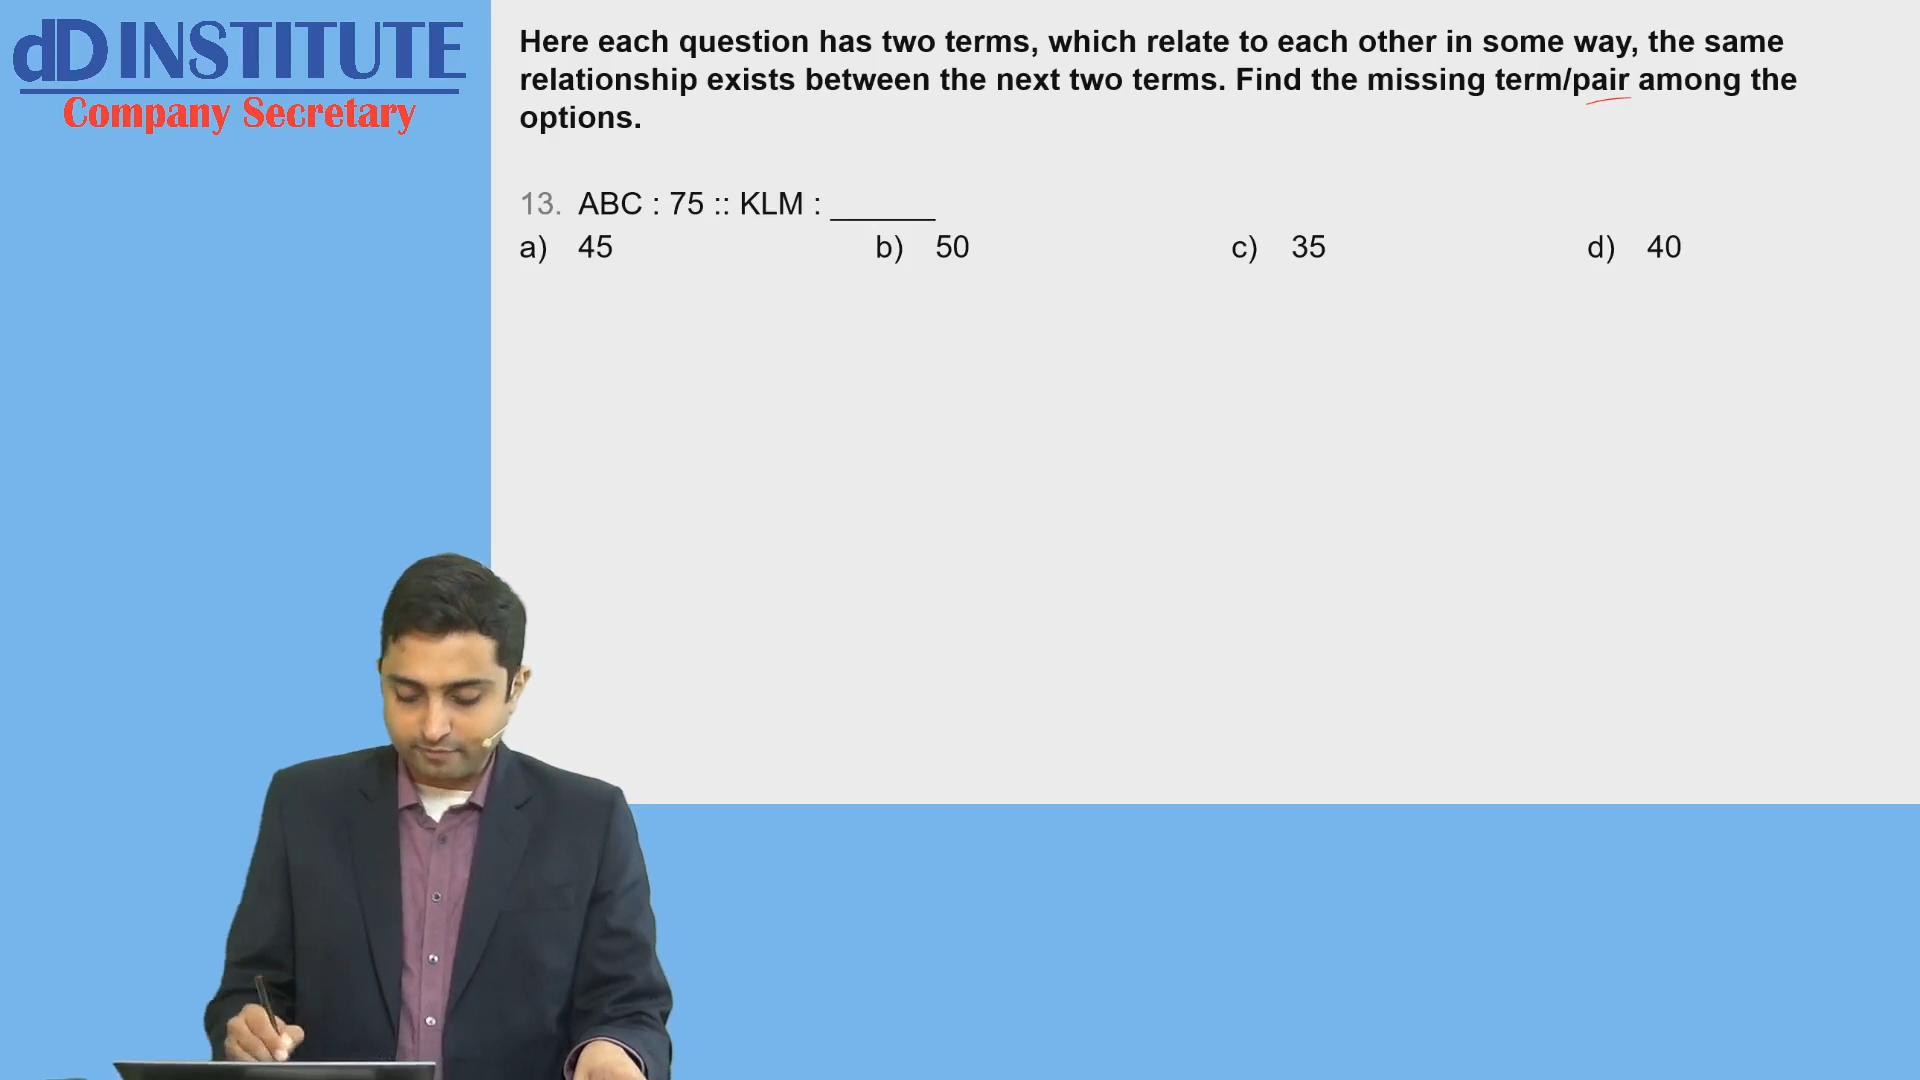 dD INSTITUTE
Company Secretary
Here each question has two terms, which relate to each other in some way, the same
relationship exists between the next two terms. Find the missing term/pair among the
options.
13. ABC : 75 :: KLM : ______
a) 45 b) 50 c) 35 d) 40